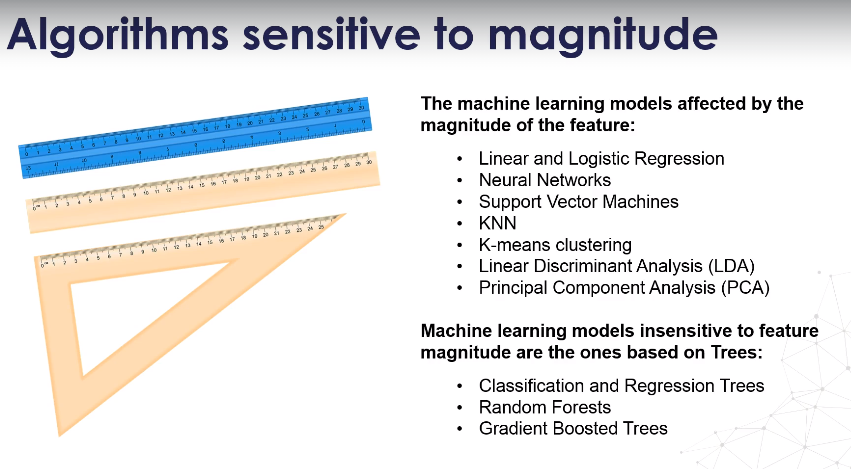 Algorithms sensitive to magnitude
The machine learning models affected by the
magnitude of the feature:
• Linear and Logistic Regression
• Neural Networks
• Support Vector Machines
• KNN
• K-means clustering
• Linear Discriminant Analysis (LDA)
• Principal Component Analysis (PCA)
Machine learning models insensitive to feature
magnitude are the ones based on Trees:
• Classification and Regression Trees
• Random Forests
• Gradient Boosted Trees